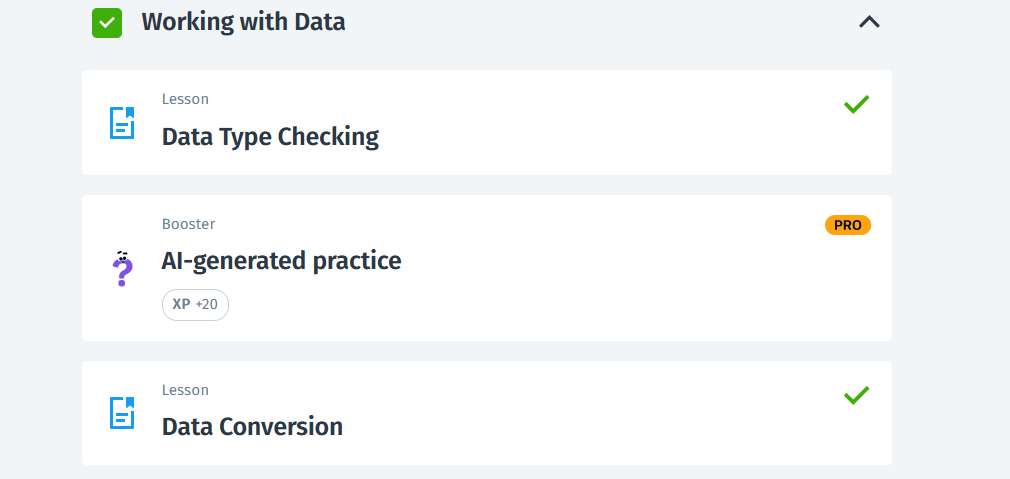 Working with Data
Lesson
Data Type Checking
Booster
PRO
AI-generated practice
XP +20
Lesson
Data Conversion